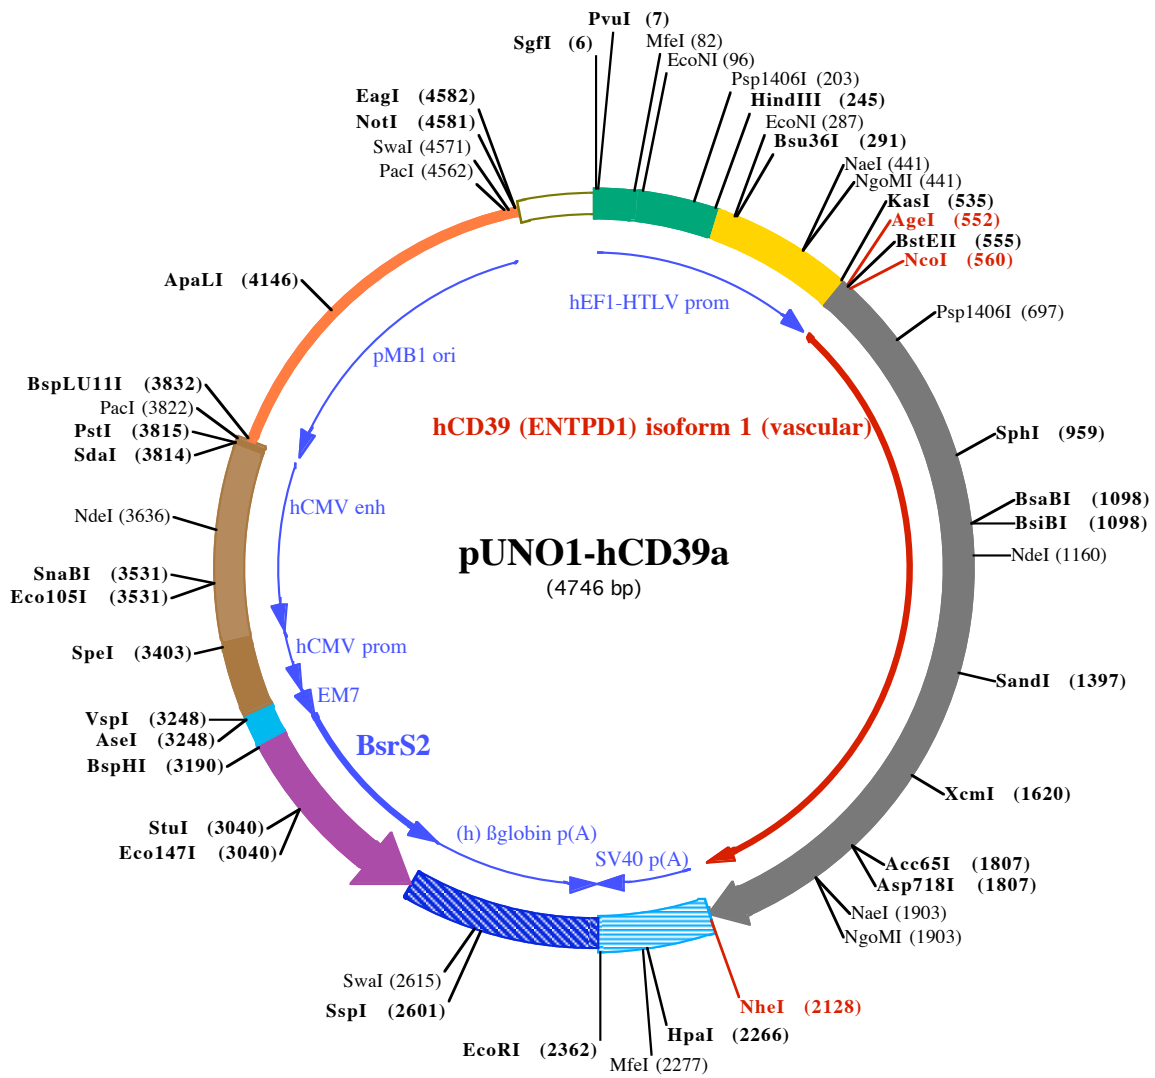 PvuI (7)
SgfI (6)
MfeI (82)
EcoNI (96)
Psp1406I (203)
HindIII (245)
EcoNI (287)
Bsu36I (291)
NaeI (441)
NgoMI (441)
KasI (535)
AgeI (552)
BstEII (555)
NcoI (560)
Psp1406I (697)
SphI (959)
BsaBI (1098)
BsiBI (1098)
NdeI (1160)
SandI (1397)
XcmI (1620)
Acc65I (1807)
Asp718I (1807)
NaeI (1903)
NgoMI (1903)
NheI (2128)
HpaI (2266)
MfeI (2277)
EcoRI (2362)
SspI (2601)
SwaI (2615)
Eco147I (3040)
StuI (3040)
BspHI (3190)
AseI (3248)
VspI (3248)
SpeI (3403)
Eco105I (3531)
SnaBI (3531)
NdeI (3636)
SdaI (3814)
PstI (3815)
PacI (3822)
BspLU11I (3832)
ApaLI (4146)
PacI (4562)
SwaI (4571)
NotI (4581)
EagI (4582)
hEF1-HTLV prom
pMB1 ori
hCD39 (ENTPD1) isoform 1 (vascular)
hCMV enh
pUNO1-hCD39a
(4746 bp)
hCMV prom
EM7
BsrS2
(h) ßglobin p(A)
SV40 p(A)